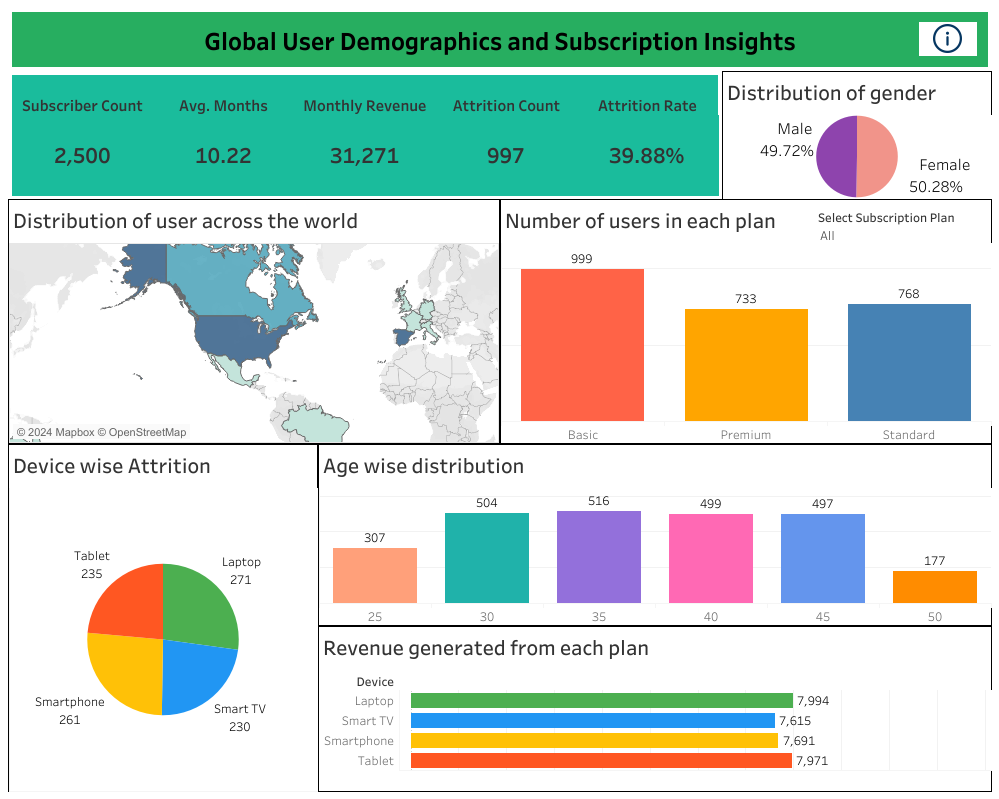 Global User Demographics and Subscription Insights
i
Subscriber Count
Avg. Months
Monthly Revenue
Attrition Count
Attrition Rate
2,500
10.22
31,271
997
39.88%
Distribution of gender
Male
49.72%
Female
50.28%
Distribution of user across the world
© 2024 Mapbox © OpenStreetMap
Number of users in each plan
Select Subscription Plan
All
999
733
768
Basic
Premium
Standard
Device wise Attrition
Tablet
235
Laptop
271
Smartphone
261
Smart TV
230
Age wise distribution
307
504
516
499
497
177
25
30
35
40
45
50
Revenue generated from each plan
Device
Laptop
7,994
Smart TV
7,615
Smartphone
7,691
Tablet
7,971